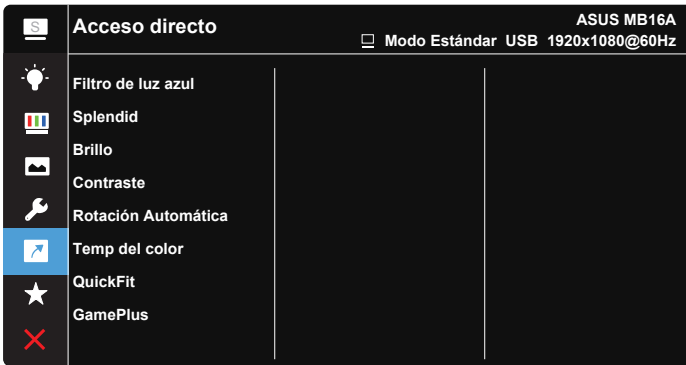 S
Acceso directo
ASUS MB16A
Modo Estándar USB 1920x1080@60Hz
Filtro de luz azul
Splendid
Brillo
Contraste
Rotación Automática
Temp del color
QuickFit
GamePlus